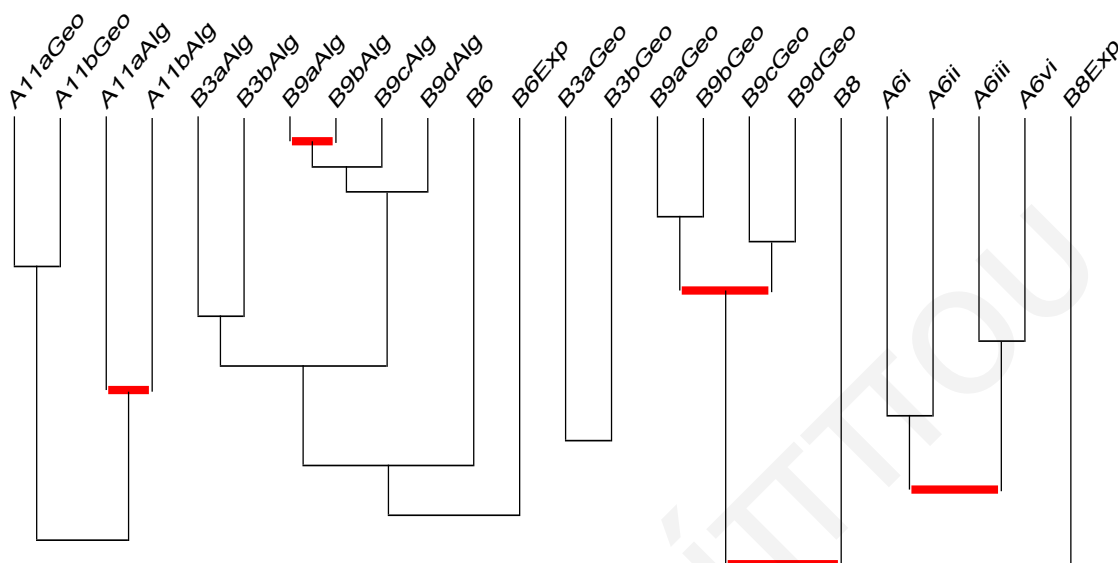 A11aGeo
A11bGeo
A11aAlg
A11bAlg
B3aAlg
B3bAlg
B9aAlg
B9bAlg
B9cAlg
B9dAlg
B6
B6Exp
B3aGeo
B3bGeo
B9aGeo
B9bGeo
B9cGeo
B9dGeo
B8
A6i
A6ii
A6iii
A6vi
B8Exp
ΊΤΤΤΟU